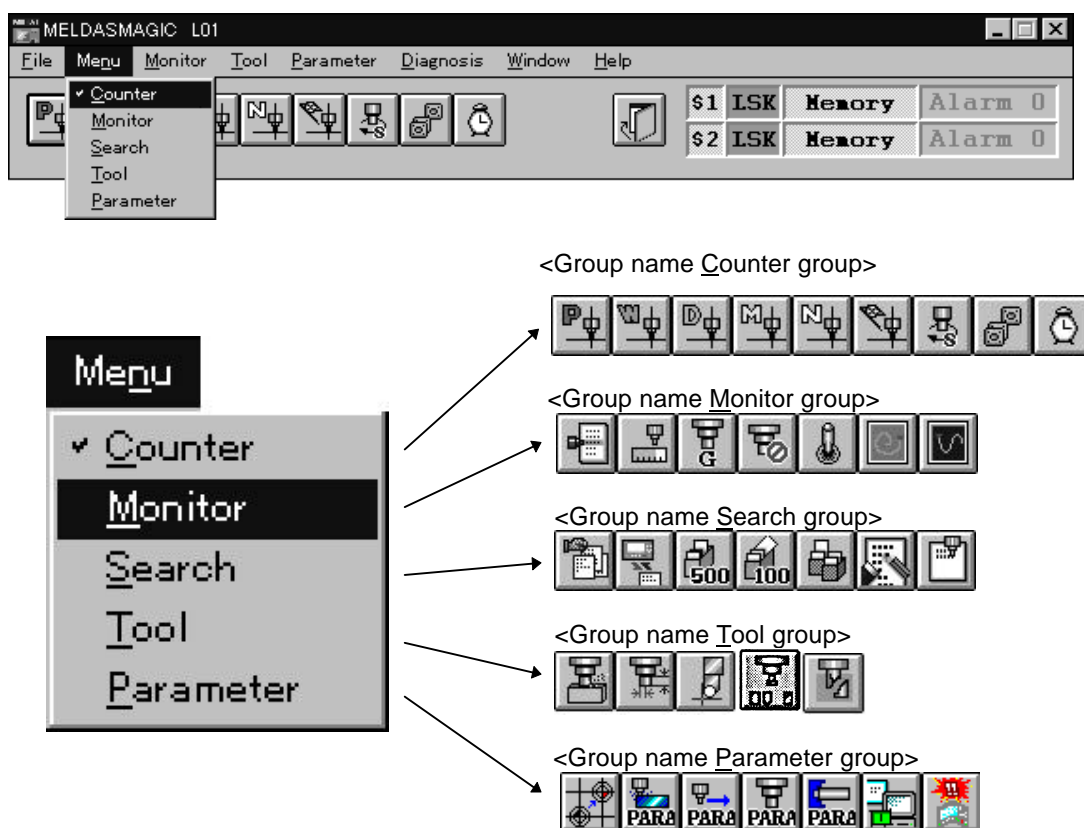 MELDASMAGIC L01
File Menu Monitor Tool Parameter Diagnosis Window Help
Counter
Monitor
Search
Tool
Parameter
P N S
$1 LSK Memory Alarm 0
$2 LSK Memory Alarm 0
<Group name Counter group>
P W D M N S
Menu
Counter
Monitor
Search
Tool
Parameter
<Group name Monitor group>
G
<Group name Search group>
500 100
<Group name Tool group>
<Group name Parameter group>
PARA PARA PARA PARA